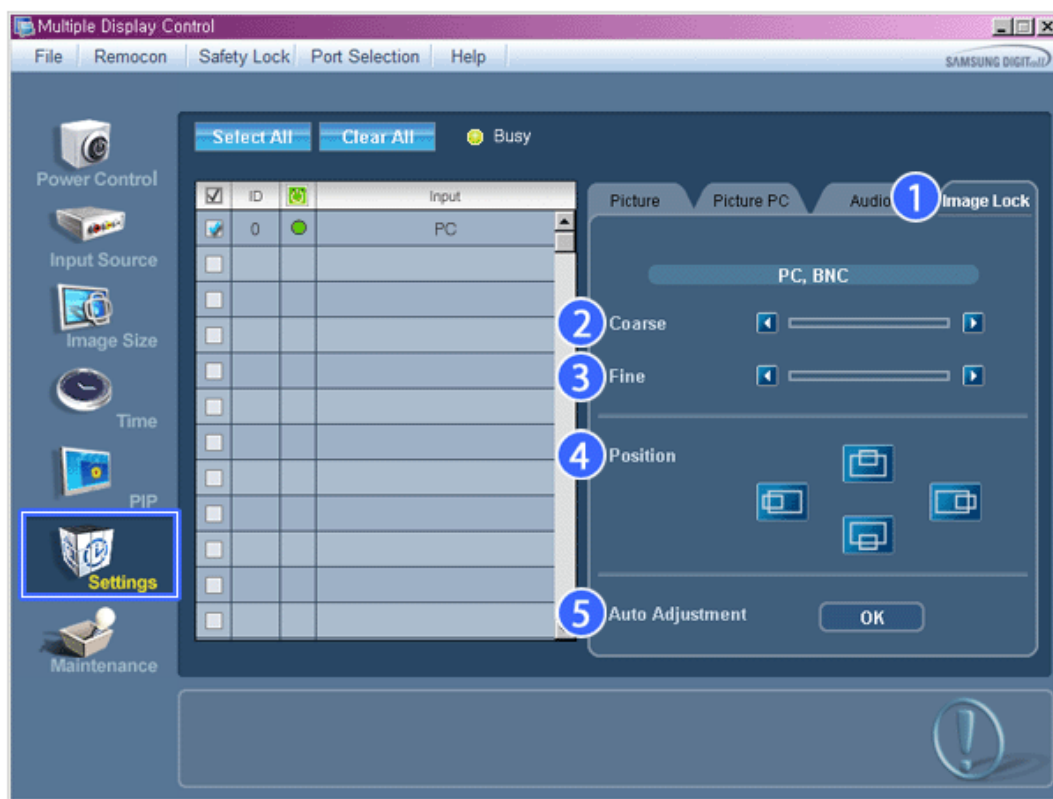 Multiple Display Control
File Remocon Safety Lock Port Selection Help
SAMSUNG DIGITall
Select All Clear All Busy
Power Control
ID Input
Picture Picture PC Audio 1 Image Lock
0 PC
Input Source
PC, BNC
2 Coarse
Image Size
3 Fine
Time
4 Position
PIP
Settings
5 Auto Adjustment OK
Maintenance